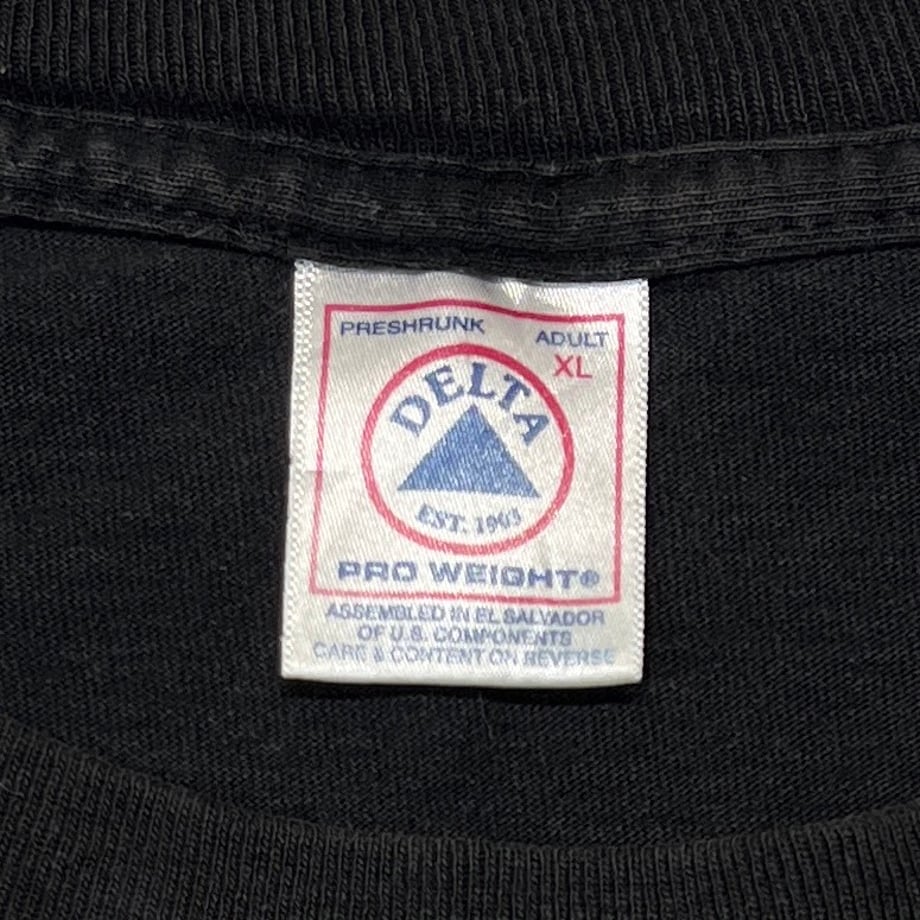 PRESHRUNK ADULT
XL
DELTA
EST. 1903
PRO WEIGHT®
ASSEMBLED IN EL SALVADOR
OF U.S. COMPONENTS
CARE & CONTENT ON REVERSE